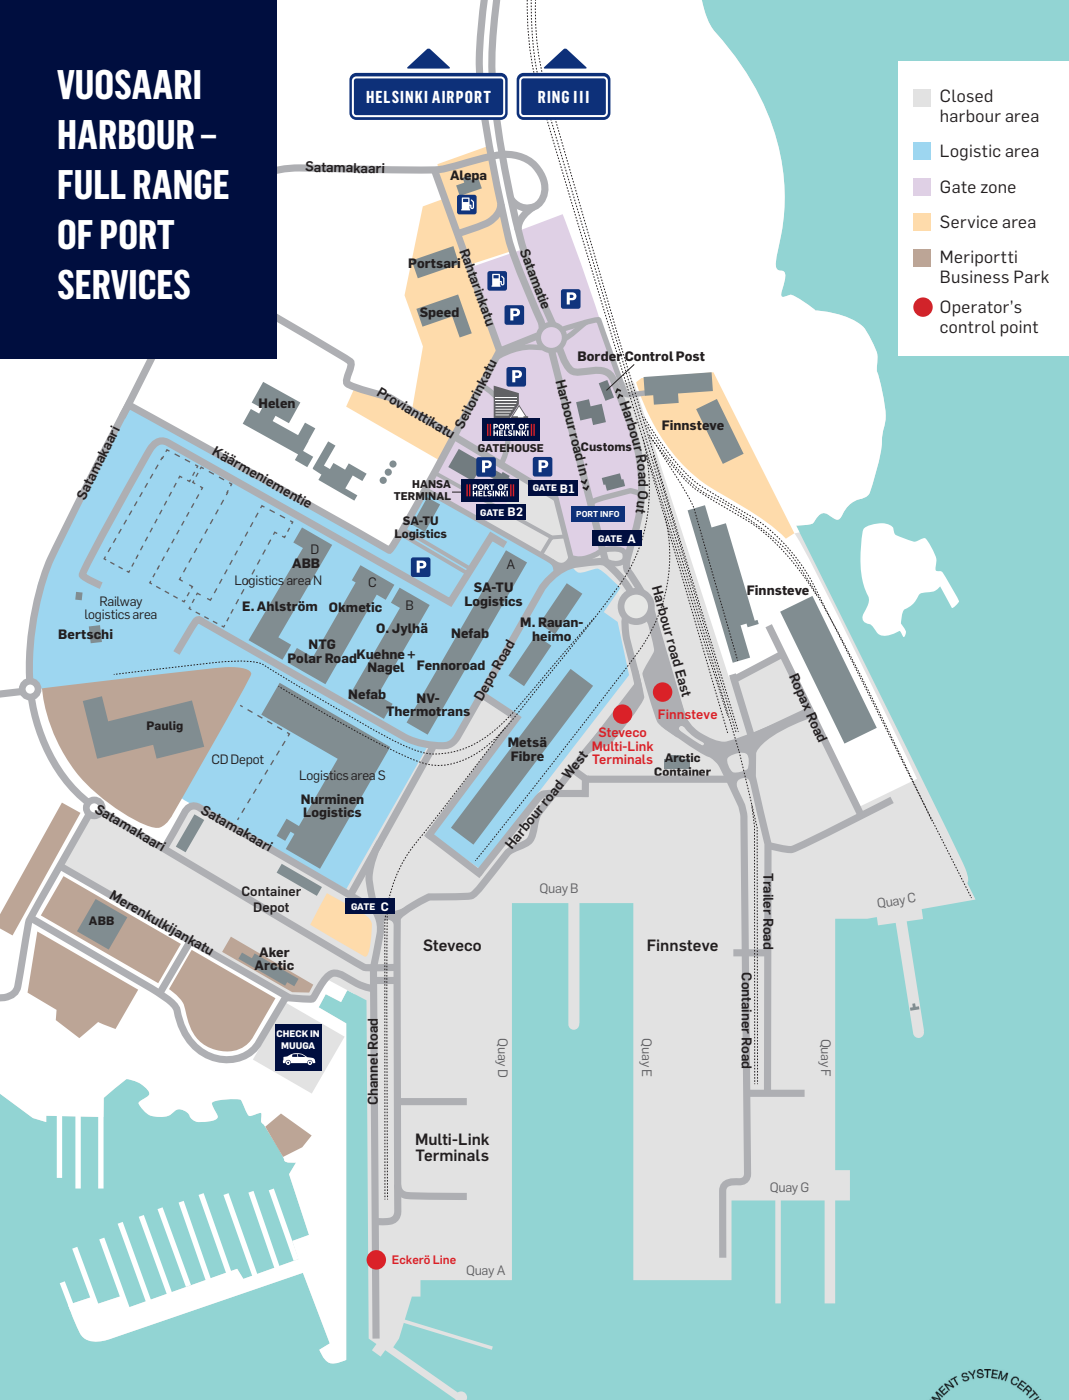 VUOSAARI
HARBOUR –
FULL RANGE
OF PORT
SERVICES
HELSINKI AIRPORT
RING III
Closed
harbour area
Logistic area
Gate zone
Service area
Meriportti
Business Park
Operator's
control point
Satamakaari
Alepa
Portsari
Rahtarinkatu
Satamatie
P
P
Speed
Border Control Post
P
Seilorinkatu
Provianttikatu
Harbour road in >>
<< Harbour Road Out
Helen
Finnsteve
PORT OF
HELSINKI
GATEHOUSE
Customs
Satamakaari
Käärmeniementie
P
P
HANSA
TERMINAL
PORT OF
HELSINKI
GATE B1
GATE B2
PORT INFO
SA-TU
Logistics
GATE A
D
ABB
P
A
Logistics area N
C
SA-TU
Logistics
Finnsteve
Railway
logistics area
E. Ahlström
Okmetic
B
M. Rauan-
heimo
Harbour road East
Bertschi
O. Jylhä
Nefab
NTG
Polar Road
Kuehne +
Nagel
Fennoroad
Depo Road
Nefab
NV-
Thermotrans
Ropax Road
Finnsteve
Paulig
Steveco
Multi-Link
Terminals
Metsä
Fibre
CD Depot
Arctic
Container
Logistics area S
Harbour road West
Nurminen
Logistics
Satamakaari
Satamakaari
Container
Depot
GATE C
Quay B
Quay C
Trailer Road
Merenkulkijankatu
ABB
Steveco
Finnsteve
Aker
Arctic
Container Road
CHECK IN
MUUGA
Channel Road
Quay D
Quay E
Quay F
Multi-Link
Terminals
Quay G
Eckerö Line
Quay A
MENT SYSTEM CERTI